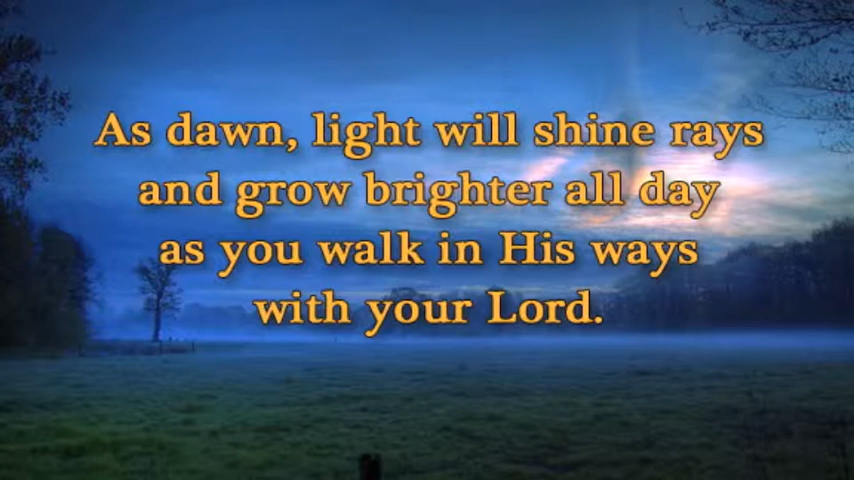 As dawn, light will shine rays
and grow brighter all day
as you walk in His ways
with your Lord.